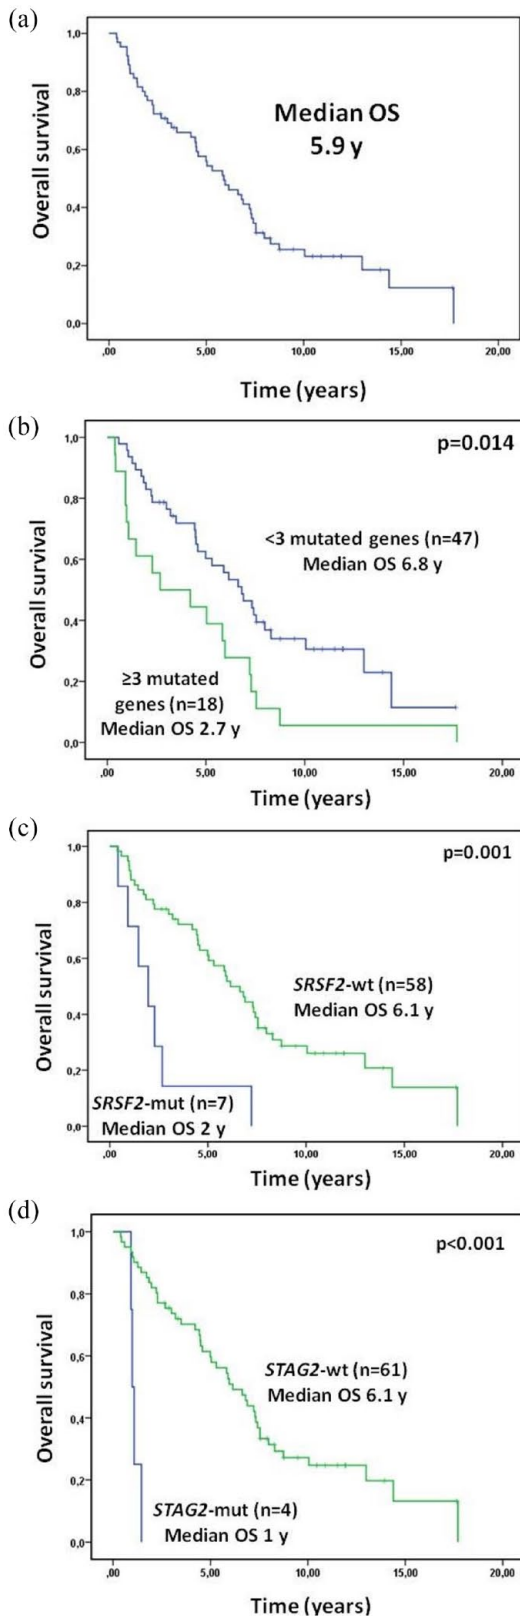 (a)
1,0
0,8
0,6
0,4
0,2
0,0
Overall survival
Median OS
5.9 y
,00 5,00 10,00 15,00 20,00
Time (years)
(b)
1,0
0,8
0,6
0,4
0,2
0,0
Overall survival
p=0.014
<3 mutated genes (n=47)
Median OS 6.8 y
≥3 mutated
genes (n=18)
Median OS 2.7 y
,00 5,00 10,00 15,00 20,00
Time (years)
(c)
1,0
0,8
0,6
0,4
0,2
0,0
Overall survival
p=0.001
SRSF2-wt (n=58)
Median OS 6.1 y
SRSF2-mut (n=7)
Median OS 2 y
,00 5,00 10,00 15,00 20,00
Time (years)
(d)
1,0
0,8
0,6
0,4
0,2
0,0
Overall survival
p<0.001
STAG2-wt (n=61)
Median OS 6.1 y
STAG2-mut (n=4)
Median OS 1 y
,00 5,00 10,00 15,00 20,00
Time (years)